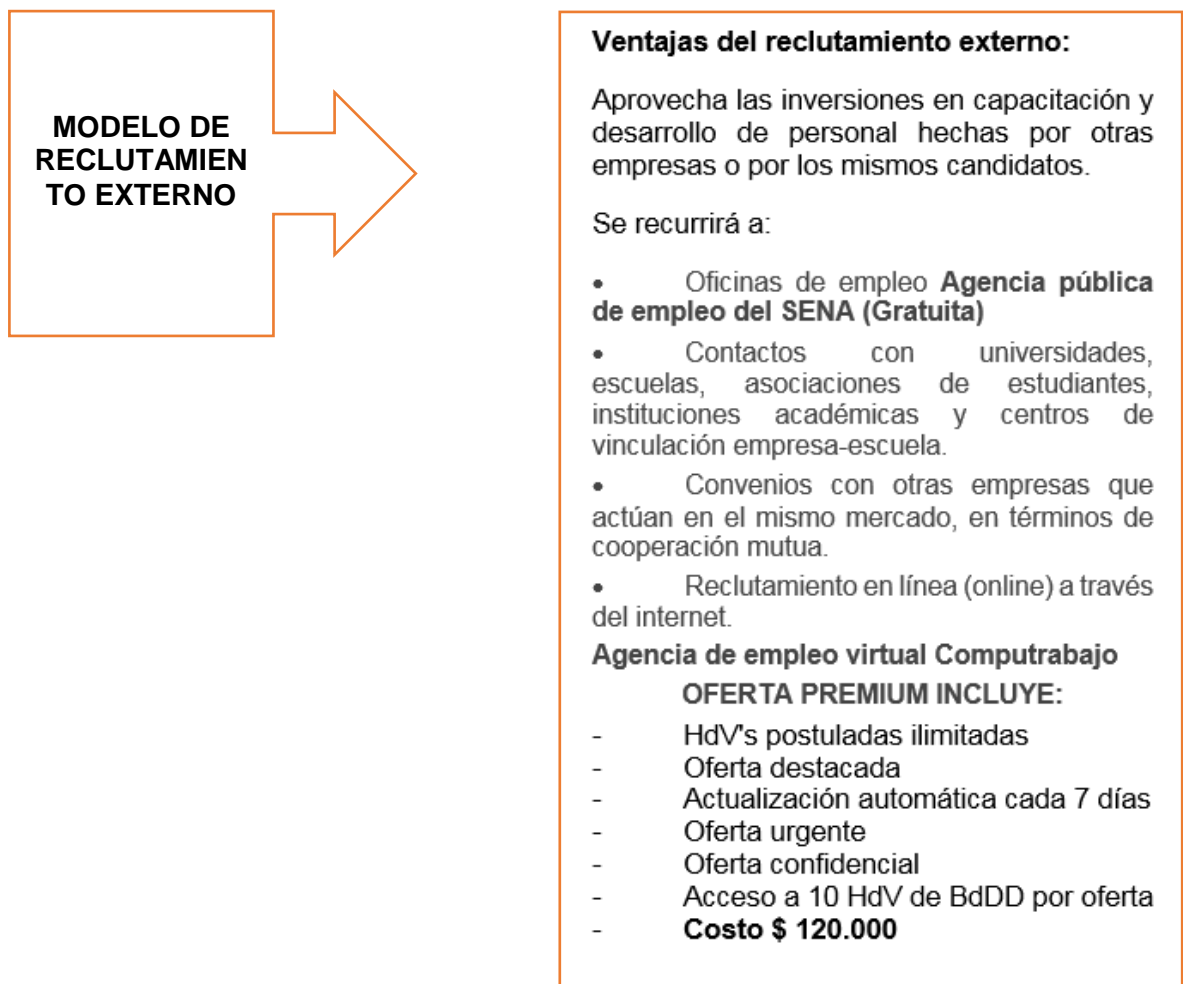 MODELO DE
RECLUTAMIEN
TO EXTERNO
Ventajas del reclutamiento externo:
Aprovecha las inversiones en capacitación y
desarrollo de personal hechas por otras
empresas o por los mismos candidatos.
Se recurrirá a:
• Oficinas de empleo Agencia pública
de empleo del SENA (Gratuita)
• Contactos con universidades,
escuelas, asociaciones de estudiantes,
instituciones académicas y centros de
vinculación empresa-escuela.
• Convenios con otras empresas que
actúan en el mismo mercado, en términos de
cooperación mutua.
• Reclutamiento en línea (online) a través
del internet.
Agencia de empleo virtual Computrabajo
OFERTA PREMIUM INCLUYE:
- HdV's postuladas ilimitadas
- Oferta destacada
- Actualización automática cada 7 días
- Oferta urgente
- Oferta confidencial
- Acceso a 10 HdV de BdDD por oferta
- Costo $ 120.000